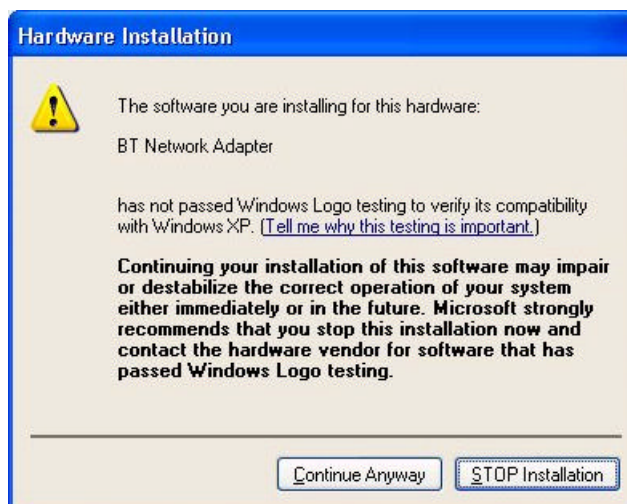 Hardware Installation
The software you are installing for this hardware:
BT Network Adapter
has not passed Windows Logo testing to verify its compatibility
with Windows XP. (Tell me why this testing is important.)
Continuing your installation of this software may impair
or destabilize the correct operation of your system
either immediately or in the future. Microsoft strongly
recommends that you stop this installation now and
contact the hardware vendor for software that has
passed Windows Logo testing.
Continue Anyway
STOP Installation